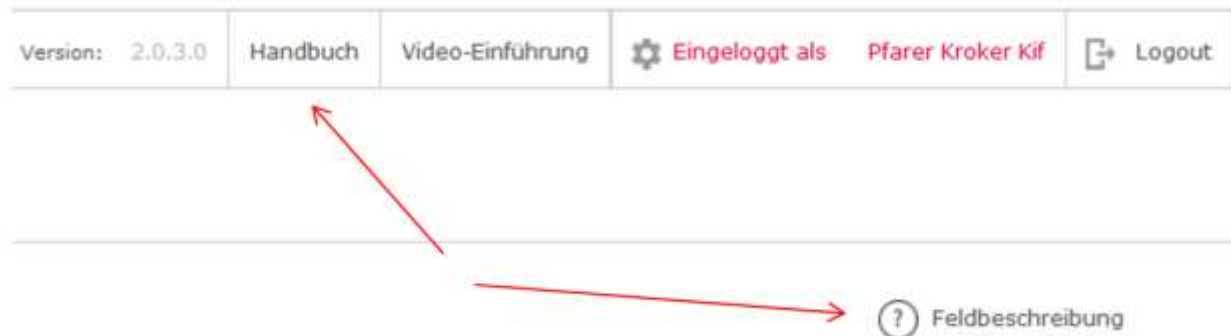 Version: 2.0.3.0 Handbuch Video-Einführung Eingeloggt als Pfarer Kroker Kif Logout
? Feldbeschreibung